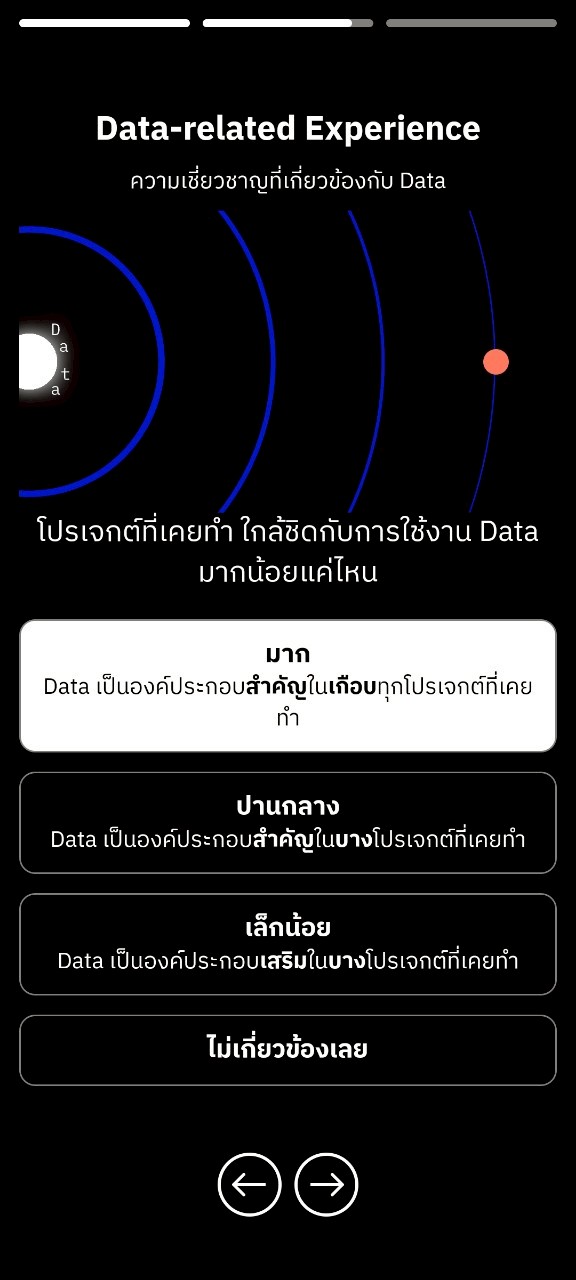 Data-related Experience
ความเชี่ยวชาญที่เกี่ยวข้องกับ Data
D
a
t
a
โปรเจกต์ที่เคยทำ ใกล้ชิดกับการใช้งาน Data
มากน้อยแค่ไหน
มาก
Data เป็นองค์ประกอบสำคัญในเกือบทุกโปรเจกต์ที่เคย
ทำ
ปานกลาง
Data เป็นองค์ประกอบสำคัญในบางโปรเจกต์ที่เคยทำ
เล็กน้อย
Data เป็นองค์ประกอบเสริมในบางโปรเจกต์ที่เคยทำ
ไม่เกี่ยวข้องเลย